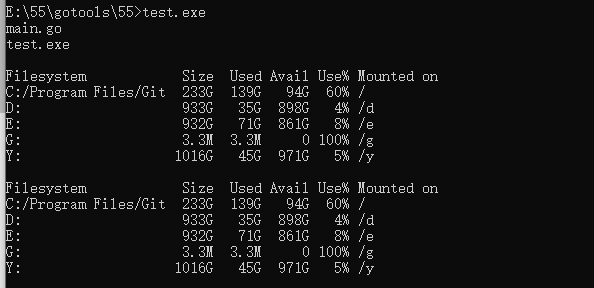 E:\55\gotools\55>test.exe
main.go
test.exe
Filesystem Size Used Avail Use% Mounted on
C:/Program Files/Git 233G 139G 94G 60% /
D: 933G 35G 898G 4% /d
E: 932G 71G 861G 8% /e
G: 3.3M 3.3M 0 100% /g
Y: 1016G 45G 971G 5% /y
Filesystem Size Used Avail Use% Mounted on
C:/Program Files/Git 233G 139G 94G 60% /
D: 933G 35G 898G 4% /d
E: 932G 71G 861G 8% /e
G: 3.3M 3.3M 0 100% /g
Y: 1016G 45G 971G 5% /y